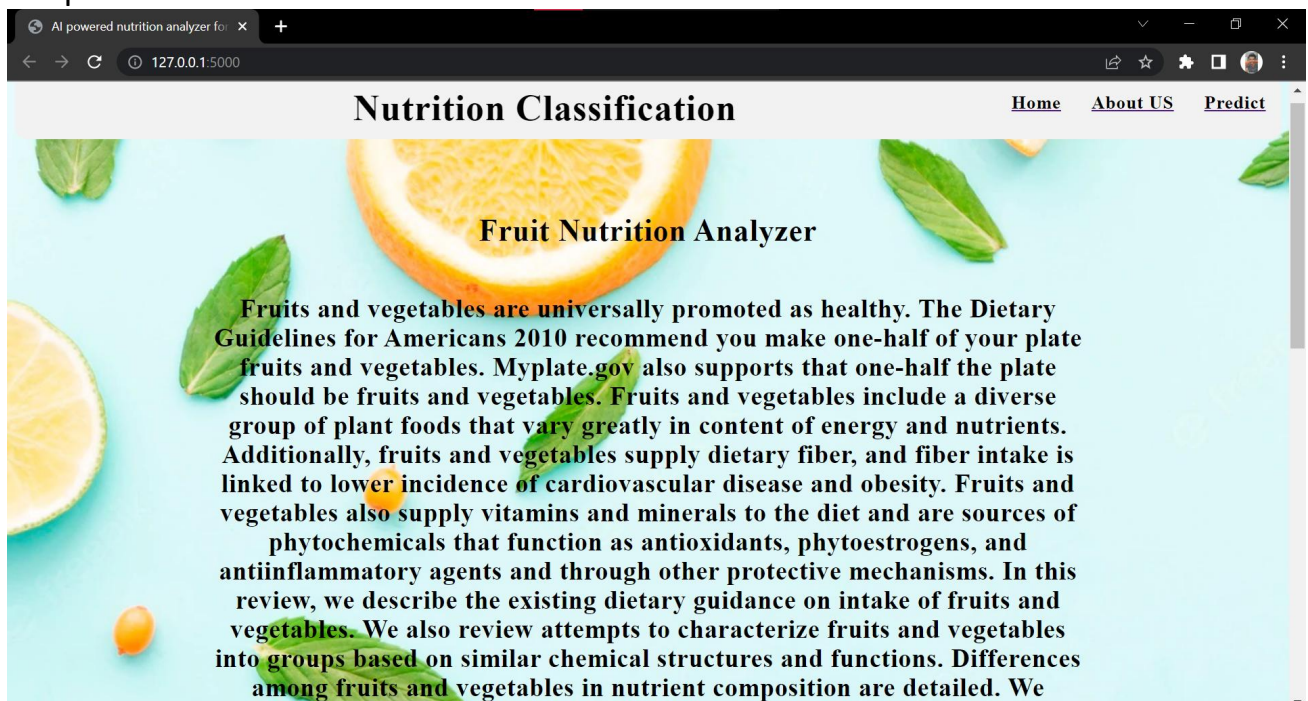 AI powered nutrition analyzer for
127.0.0.1:5000
Nutrition Classification
Home About US Predict
Fruit Nutrition Analyzer
Fruits and vegetables are universally promoted as healthy. The Dietary
Guidelines for Americans 2010 recommend you make one-half of your plate
fruits and vegetables. Myplate.gov also supports that one-half the plate
should be fruits and vegetables. Fruits and vegetables include a diverse
group of plant foods that vary greatly in content of energy and nutrients.
Additionally, fruits and vegetables supply dietary fiber, and fiber intake is
linked to lower incidence of cardiovascular disease and obesity. Fruits and
vegetables also supply vitamins and minerals to the diet and are sources of
phytochemicals that function as antioxidants, phytoestrogens, and
antiinflammatory agents and through other protective mechanisms. In this
review, we describe the existing dietary guidance on intake of fruits and
vegetables. We also review attempts to characterize fruits and vegetables
into groups based on similar chemical structures and functions. Differences
among fruits and vegetables in nutrient composition are detailed. We